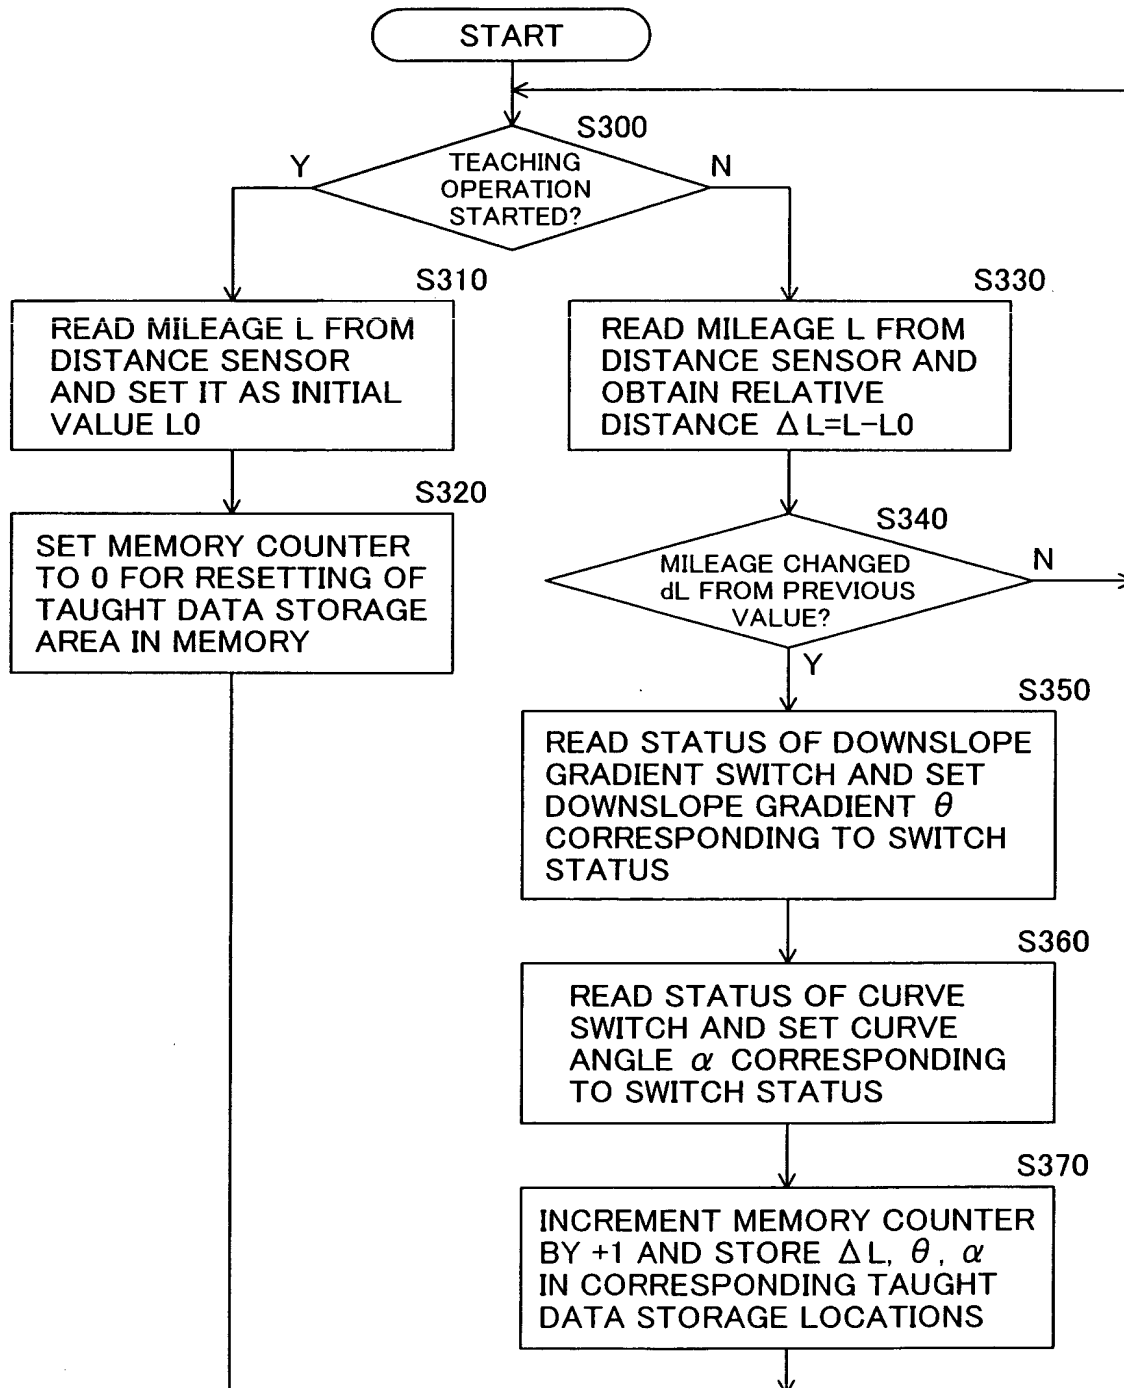 START
S300
Y
TEACHING
OPERATION
STARTED?
N
S310
READ MILEAGE L FROM
DISTANCE SENSOR
AND SET IT AS INITIAL
VALUE L0
S320
SET MEMORY COUNTER
TO 0 FOR RESETTING OF
TAUGHT DATA STORAGE
AREA IN MEMORY
S330
READ MILEAGE L FROM
DISTANCE SENSOR AND
OBTAIN RELATIVE
DISTANCE ΔL=L-L0
S340
MILEAGE CHANGED
dL FROM PREVIOUS
VALUE?
N
Y
S350
READ STATUS OF DOWNSLOPE
GRADIENT SWITCH AND SET
DOWNSLOPE GRADIENT θ
CORRESPONDING TO SWITCH
STATUS
S360
READ STATUS OF CURVE
SWITCH AND SET CURVE
ANGLE α CORRESPONDING
TO SWITCH STATUS
S370
INCREMENT MEMORY COUNTER
BY +1 AND STORE ΔL, θ, α
IN CORRESPONDING TAUGHT
DATA STORAGE LOCATIONS